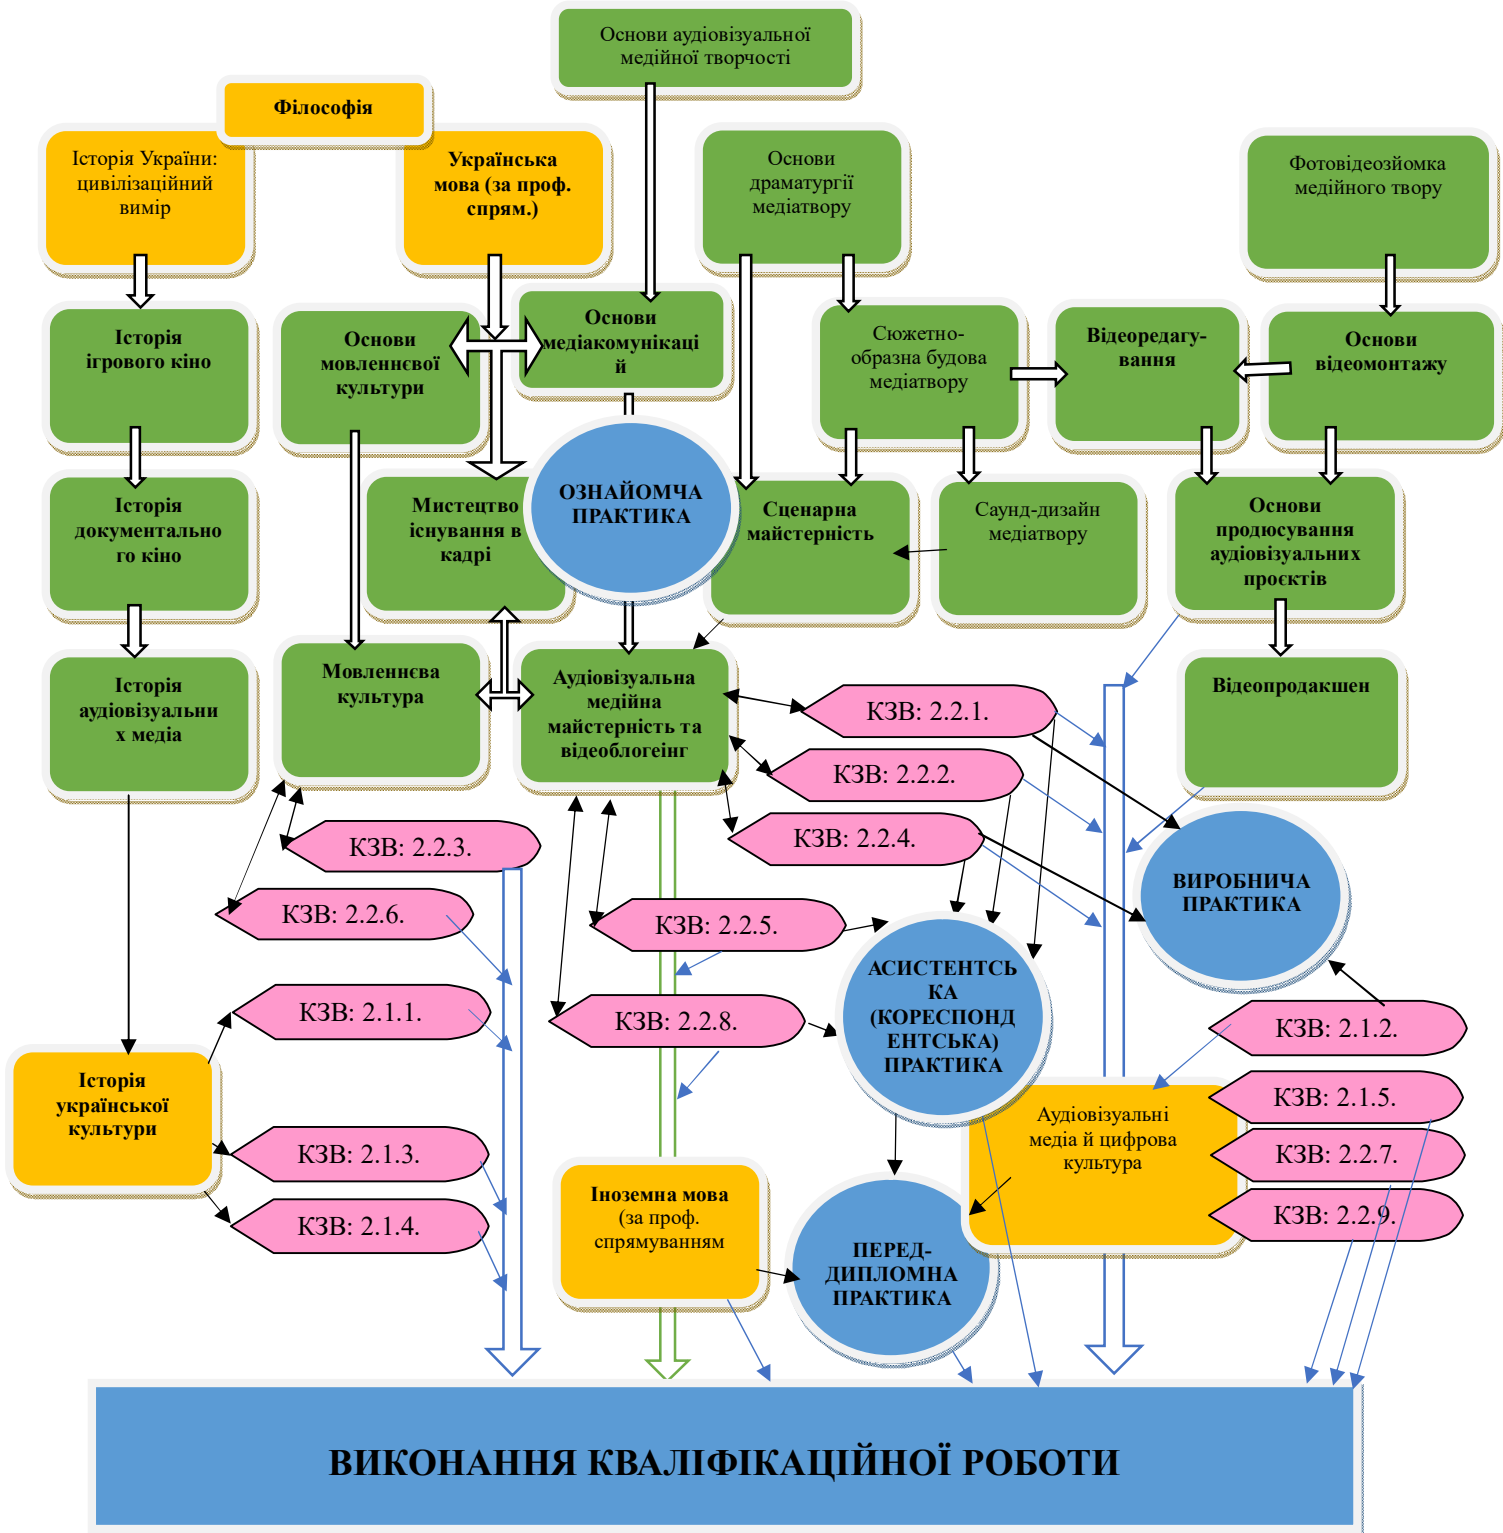 Основи аудіовізуальної
медійної творчості
Філософія
Історія України:
цивілізаційний
вимір
Українська
мова (за проф.
спрям.)
Основи
драматургії
медіатвору
Фотовідеозйомка
медійного твору
Історія
ігрового кіно
Основи
мовленнєвої
культури
Основи
медіакомунікаці
й
Сюжетно-
образна будова
медіатвору
Відеоредагу-
вання
Основи
відеомонтажу
Історія
документально
го кіно
Мистецтво
існування в
кадрі
ОЗНАЙОМЧА
ПРАКТИКА
Сценарна
майстерність
Саунд-дизайн
медіатвору
Основи
продюсування
аудіовізуальних
проєктів
Історія
аудіовізуальни
х медіа
Мовленнєва
культура
Аудіовізуальна
медійна
майстерність та
відеоблогеінг
Відеопродакшен
КЗВ: 2.2.1.
КЗВ: 2.2.2.
КЗВ: 2.2.4.
КЗВ: 2.2.3.
КЗВ: 2.2.6.
КЗВ: 2.2.5.
ВИРОБНИЧА
ПРАКТИКА
АСИСТЕНТСЬ
КА
(КОРЕСПОНД
ЕНТСЬКА)
ПРАКТИКА
КЗВ: 2.1.1.
КЗВ: 2.2.8.
КЗВ: 2.1.2.
Історія
української
культури
КЗВ: 2.1.3.
КЗВ: 2.1.4.
Аудіовізуальні
медіа й цифрова
культура
КЗВ: 2.1.5.
КЗВ: 2.2.7.
КЗВ: 2.2.9.
Іноземна мова
(за проф.
спрямуванням
ПЕРЕД-
ДИПЛОМНА
ПРАКТИКА
ВИКОНАННЯ КВАЛІФІКАЦІЙНОЇ РОБОТИ